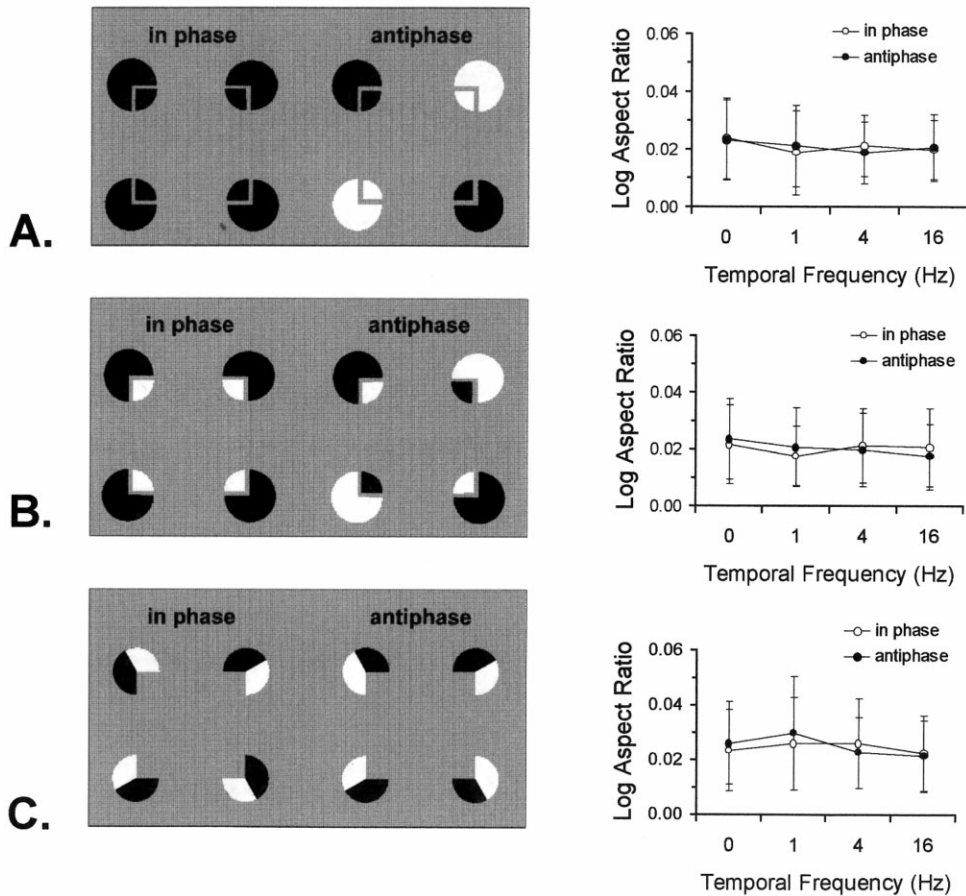 in phase antiphase
A.
in phase
antiphase
Log Aspect Ratio
0.06
0.04
0.02
0.00
0 1 4 16
Temporal Frequency (Hz)
in phase antiphase
B.
in phase
antiphase
Log Aspect Ratio
0.06
0.04
0.02
0.00
0 1 4 16
Temporal Frequency (Hz)
in phase antiphase
C.
in phase
antiphase
Log Aspect Ratio
0.06
0.04
0.02
0.00
0 1 4 16
Temporal Frequency (Hz)